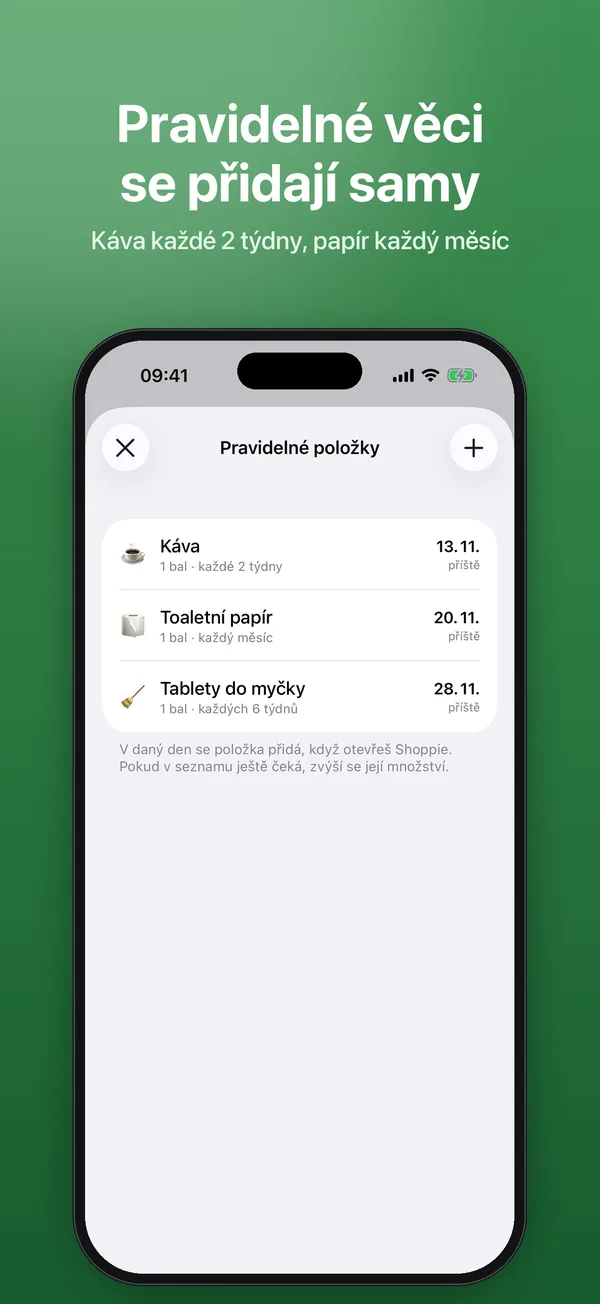 Pravidelné věci
se přidají samy
Káva každé 2 týdny, papír každý měsíc
09:41
Pravidelné položky
Káva
13. 11.
1 bal · každé 2 týdny
příště
Toaletní papír
20. 11.
1 bal · každý měsíc
příště
Tablety do myčky
28. 11.
1 bal · každých 6 týdnů
příště
V daný den se položka přidá, když otevřeš Shoppie.
Pokud v seznamu ještě čeká, zvýší se její množství.